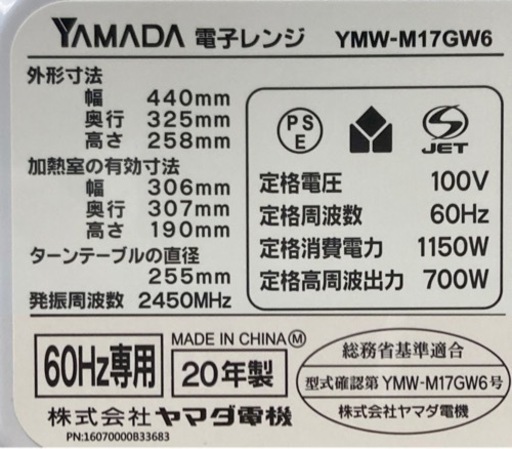 YAMADA 電子レンジ YMW-M17GW6
外形寸法
幅 440mm
奥行 325mm
高さ 258mm
加熱室の有効寸法
幅 306mm
奥行 307mm
高さ 190mm
ターンテーブルの直径
255mm
発振周波数 2450MHz
PS
E
S
JET
定格電圧 100V
定格周波数 60Hz
定格消費電力 1150W
定格高周波出力 700W
60Hz専用
MADE IN CHINA Ⓜ
20年製
株式会社ヤマダ電機
PN:16070000B33683
総務省基準適合
型式確認第 YMW-M17GW6号
株式会社ヤマダ電機